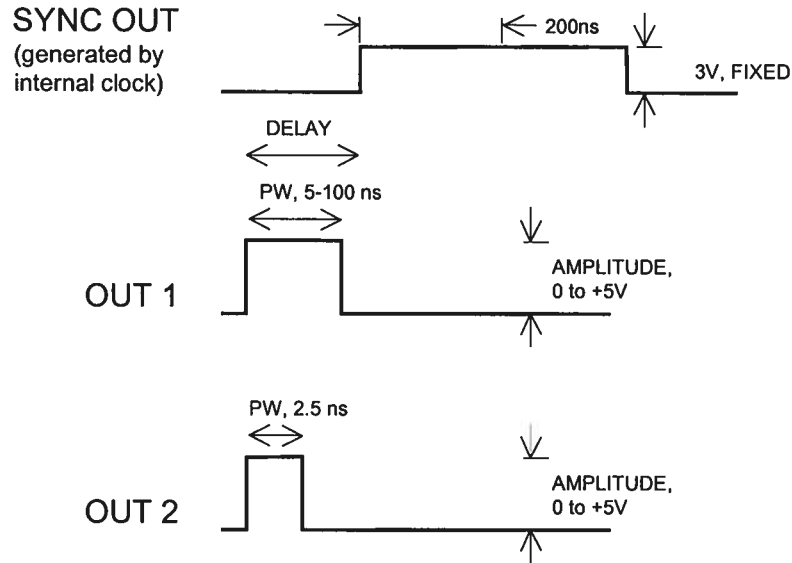 SYNC OUT
(generated by
internal clock)
200ns
3V, FIXED
DELAY
PW, 5-100 ns
OUT 1
AMPLITUDE,
0 to +5V
PW, 2.5 ns
OUT 2
AMPLITUDE,
0 to +5V